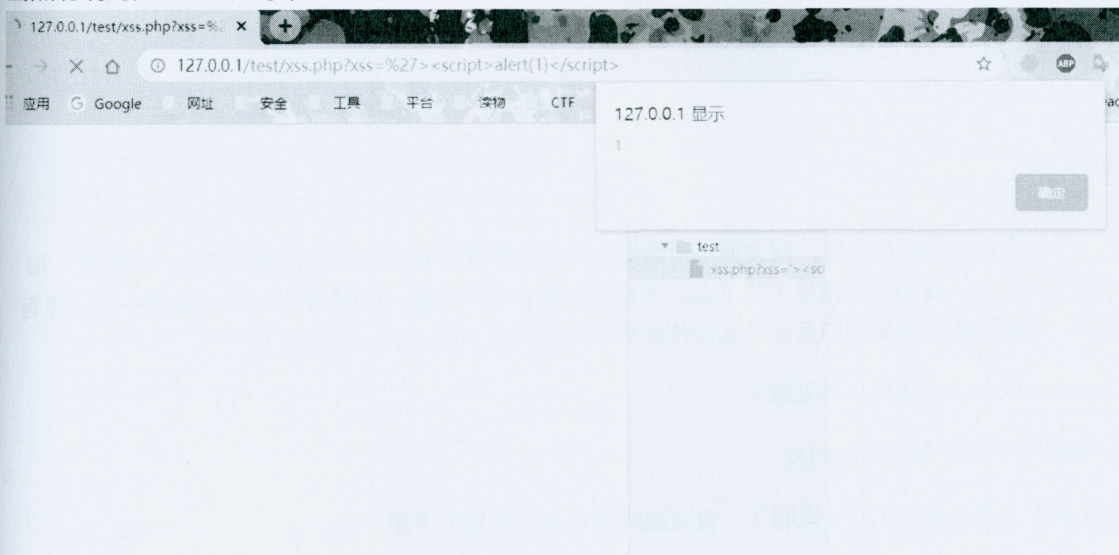 127.0.0.1/test/xss.php?xss=%
127.0.0.1/test/xss.php?xss=%27><script>alert(1)</script>
ABP
应用 G Google 网址 安全 工具 平台 读物 CTF
127.0.0.1 显示
1
确定
test
xss.php?xss='><sc